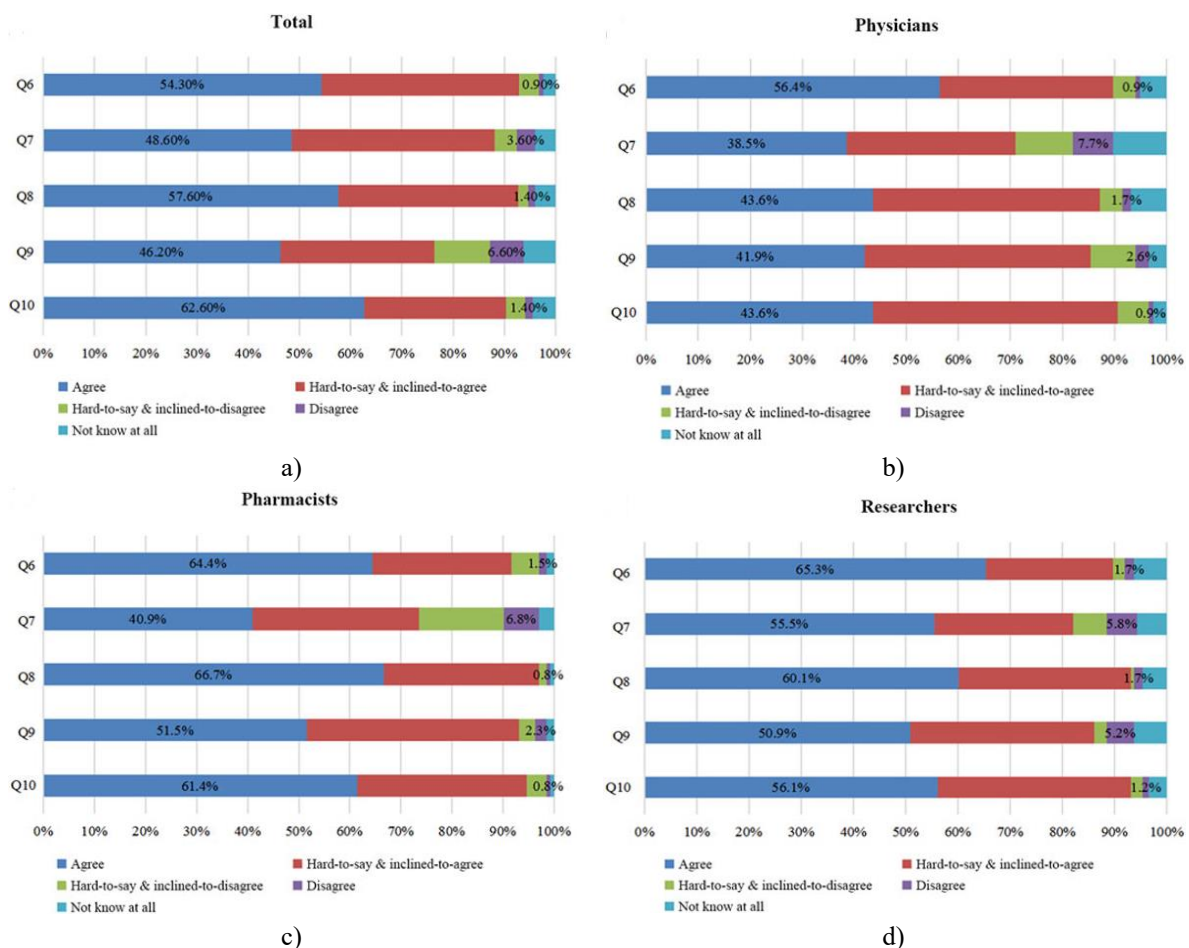 Total
Q6 54.30% 0.90%
Q7 48.60% 3.60%
Q8 57.60% 1.40%
Q9 46.20% 6.60%
Q10 62.60% 1.40%
0% 10% 20% 30% 40% 50% 60% 70% 80% 90% 100%
Agree Hard-to-say & inclined-to-agree
Hard-to-say & inclined-to-disagree Disagree
Not know at all
a)
Physicians
Q6 56.4% 0.9%
Q7 38.5% 7.7%
Q8 43.6% 1.7%
Q9 41.9% 2.6%
Q10 43.6% 0.9%
0% 10% 20% 30% 40% 50% 60% 70% 80% 90% 100%
Agree Hard-to-say & inclined-to-agree
Hard-to-say & inclined-to-disagree Disagree
Not know at all
b)
Pharmacists
Q6 64.4% 1.5%
Q7 40.9% 6.8%
Q8 66.7% 0.8%
Q9 51.5% 2.3%
Q10 61.4% 0.8%
0% 10% 20% 30% 40% 50% 60% 70% 80% 90% 100%
Agree Hard-to-say & inclined-to-agree
Hard-to-say & inclined-to-disagree Disagree
Not know at all
c)
Researchers
Q6 65.3% 1.7%
Q7 55.5% 5.8%
Q8 60.1% 1.7%
Q9 50.9% 5.2%
Q10 56.1% 1.2%
0% 10% 20% 30% 40% 50% 60% 70% 80% 90% 100%
Agree Hard-to-say & inclined-to-agree
Hard-to-say & inclined-to-disagree Disagree
Not know at all
d)